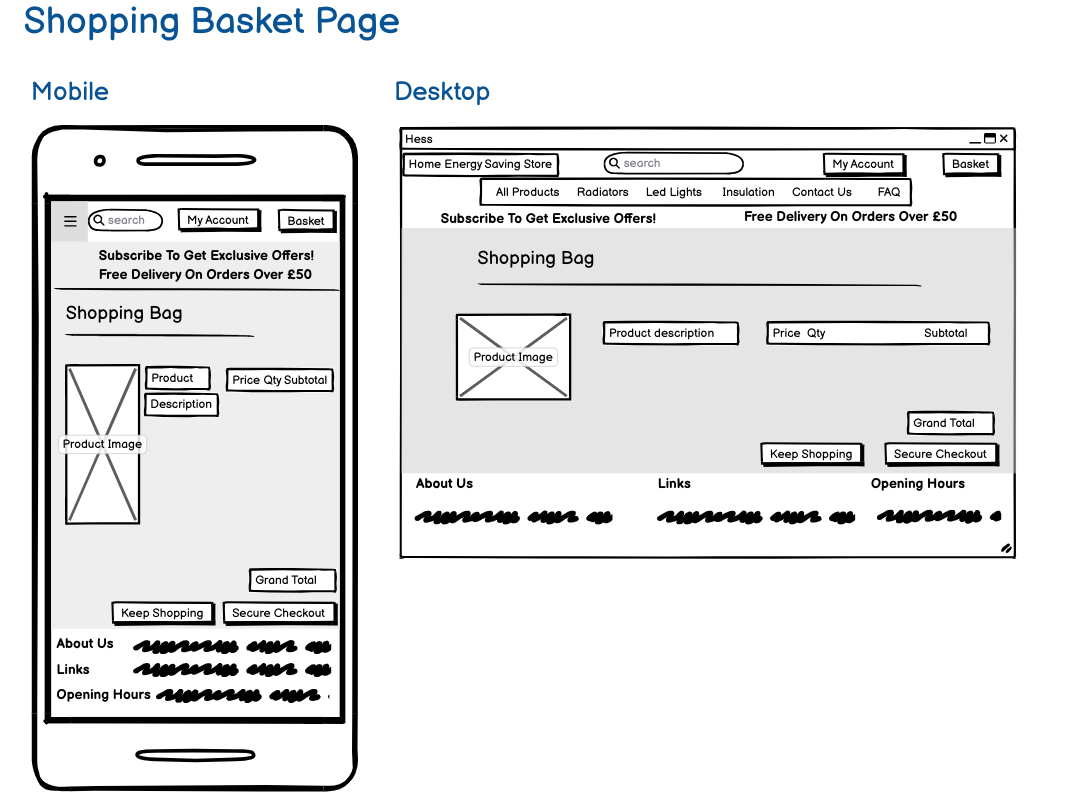 Shopping Basket Page
Mobile
search
My Account
Basket
Subscribe To Get Exclusive Offers!
Free Delivery On Orders Over £50
Shopping Bag
Product Image
Product
Description
Price Qty Subtotal
Grand Total
Keep Shopping
Secure Checkout
About Us
Links
Opening Hours
Desktop
Hess
Home Energy Saving Store
search
My Account
Basket
All Products Radiators Led Lights Insulation Contact Us FAQ
Subscribe To Get Exclusive Offers!
Free Delivery On Orders Over £50
Shopping Bag
Product Image
Product description
Price Qty Subtotal
Grand Total
Keep Shopping
Secure Checkout
About Us
Links
Opening Hours